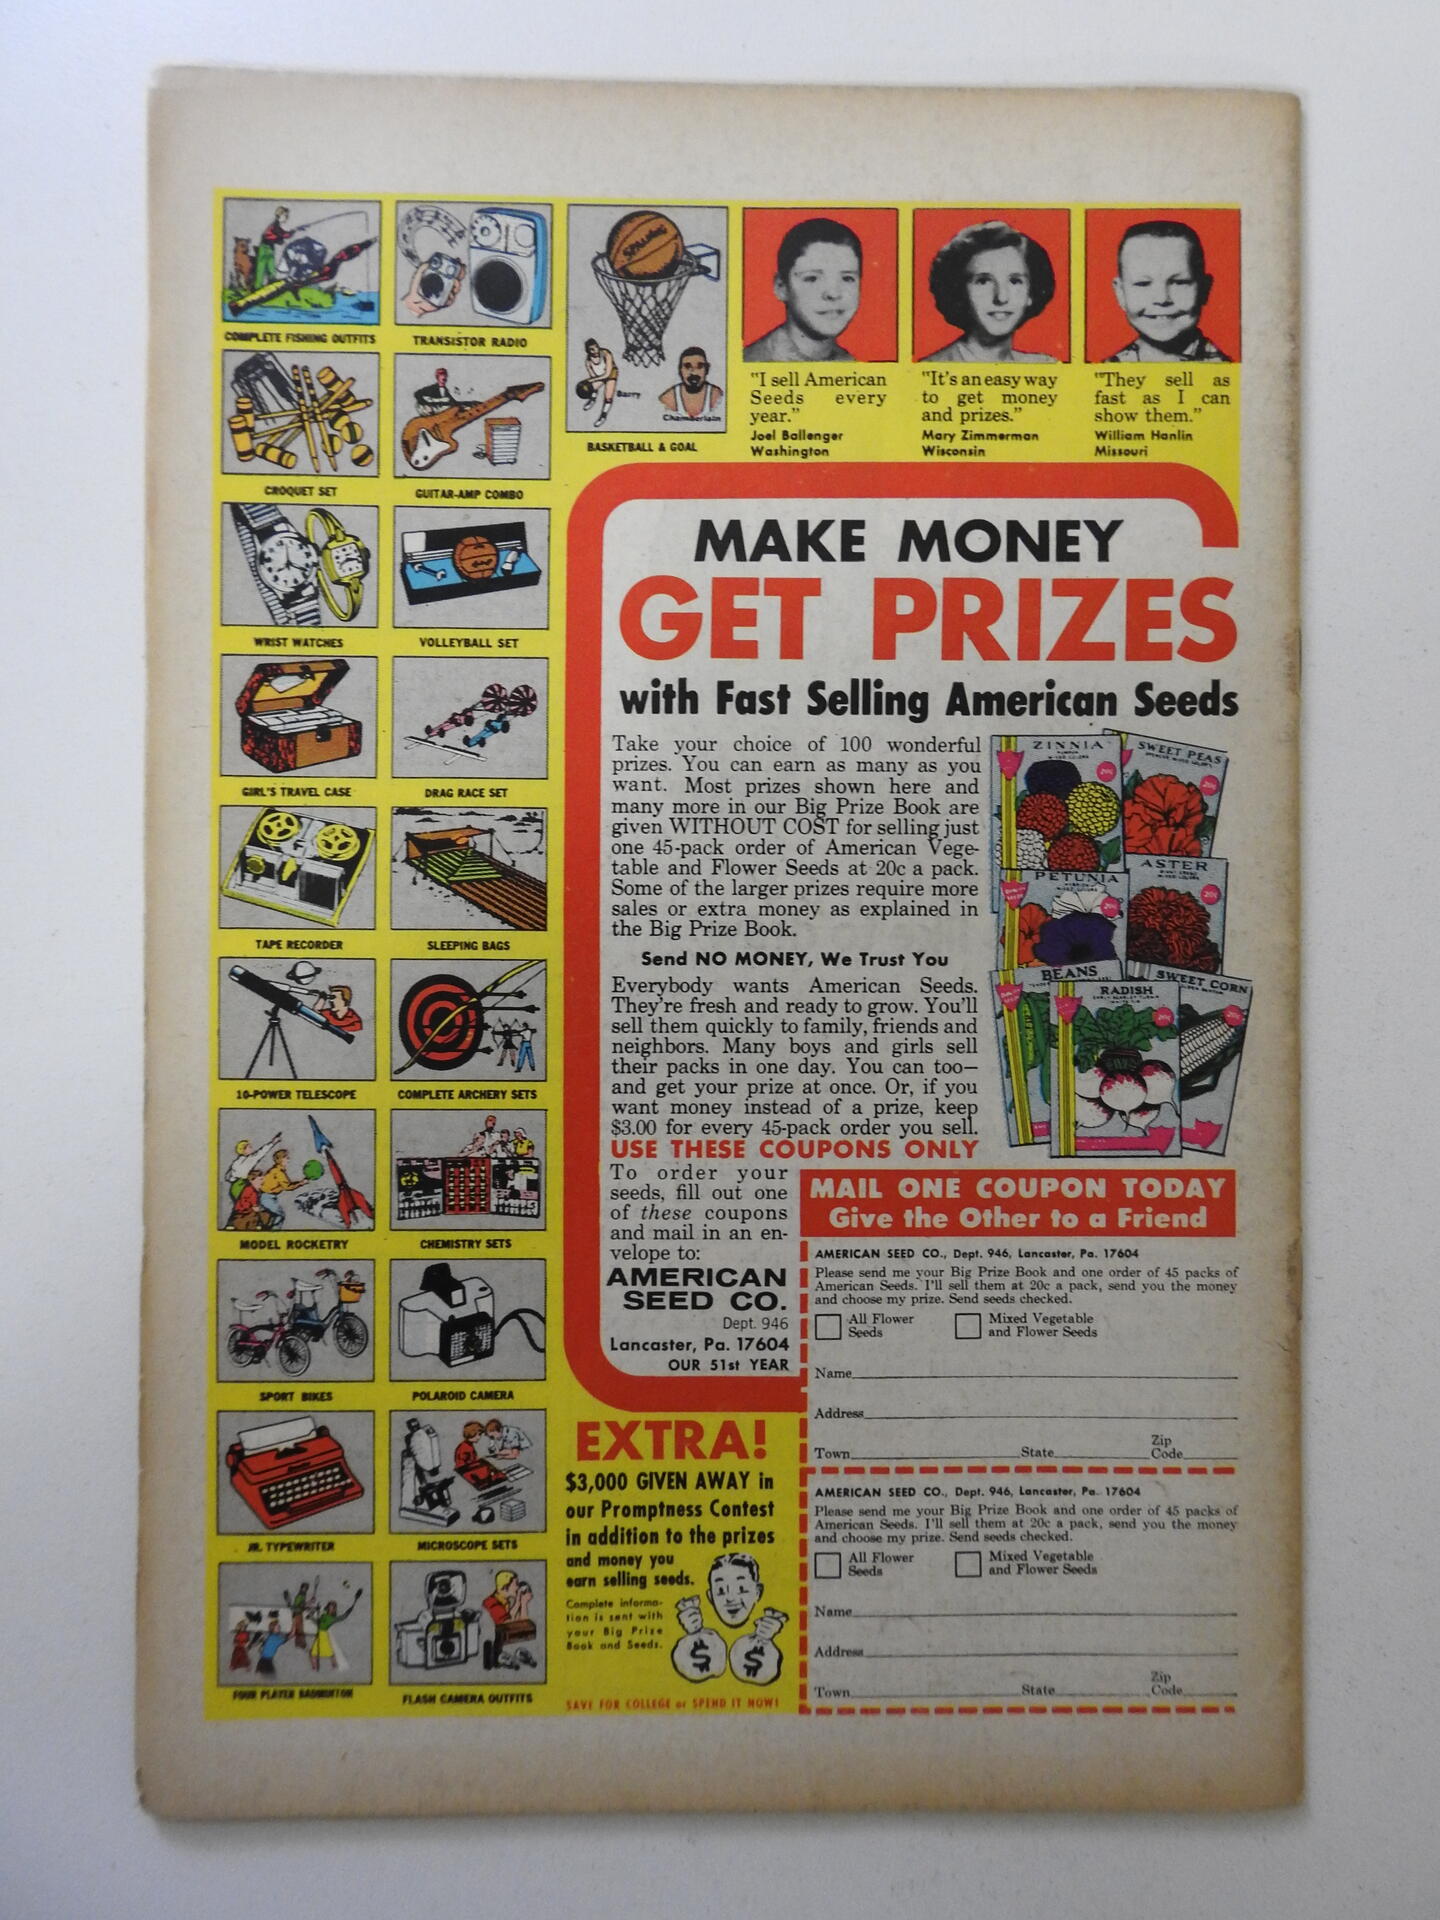 COMPLETE FISHING OUTFITS
TRANSISTOR RADIO
CROQUET SET
GUITAR-AMP COMBO
WRIST WATCHES
VOLLEYBALL SET
GIRL'S TRAVEL CASE
DRAG RACE SET
TAPE RECORDER
SLEEPING BAGS
10-POWER TELESCOPE
COMPLETE ARCHERY SETS
MODEL ROCKETRY
CHEMISTRY SETS
SPORT BIKES
POLAROID CAMERA
JR. TYPEWRITER
MICROSCOPE SETS
FOUR PLAYER BADMINTON
FLASH CAMERA OUTFITS
SPALDING
Barry
Chamberlain
BASKETBALL & GOAL
"I sell American
Seeds every
year."
Joel Ballenger
Washington
"It's an easy way
to get money
and prizes."
Mary Zimmerman
Wisconsin
"They sell as
fast as I can
show them."
William Hanlin
Missouri
MAKE MONEY
GET PRIZES
with Fast Selling American Seeds
Take your choice of 100 wonderful
prizes. You can earn as many as you
want. Most prizes shown here and
many more in our Big Prize Book are
given WITHOUT COST for selling just
one 45-pack order of American Vege-
table and Flower Seeds at 20c a pack.
Some of the larger prizes require more
sales or extra money as explained in
the Big Prize Book.
Send NO MONEY, We Trust You
Everybody wants American Seeds.
They're fresh and ready to grow. You'll
sell them quickly to family, friends and
neighbors. Many boys and girls sell
their packs in one day. You can too—
and get your prize at once. Or, if you
want money instead of a prize, keep
$3.00 for every 45-pack order you sell.
USE THESE COUPONS ONLY
To order your
seeds, fill out one
of these coupons
and mail in an en-
velope to:
AMERICAN
SEED CO.
Dept. 946
Lancaster, Pa. 17604
OUR 51st YEAR
ZINNIA
20¢
SWEET PEAS
20¢
PETUNIA
20¢
ASTER
20¢
BEANS
RADISH
20¢
SWEET CORN
20¢
MAIL ONE COUPON TODAY
Give the Other to a Friend
AMERICAN SEED CO., Dept. 946, Lancaster, Pa. 17604
Please send me your Big Prize Book and one order of 45 packs of
American Seeds. I'll sell them at 20c a pack, send you the money
and choose my prize. Send seeds checked.
All Flower
Seeds
Mixed Vegetable
and Flower Seeds
Name
Address
Town State Zip Code
AMERICAN SEED CO., Dept. 946, Lancaster, Pa. 17604
Please send me your Big Prize Book and one order of 45 packs of
American Seeds. I'll sell them at 20c a pack, send you the money
and choose my prize. Send seeds checked.
All Flower
Seeds
Mixed Vegetable
and Flower Seeds
Name
Address
Town State Zip Code
EXTRA!
$3,000 GIVEN AWAY in
our Promptness Contest
in addition to the prizes
and money you
earn selling seeds.
Complete informa-
tion is sent with
your Big Prize
Book and Seeds.
$ $
SAVE FOR COLLEGE or SPEND IT NOW!